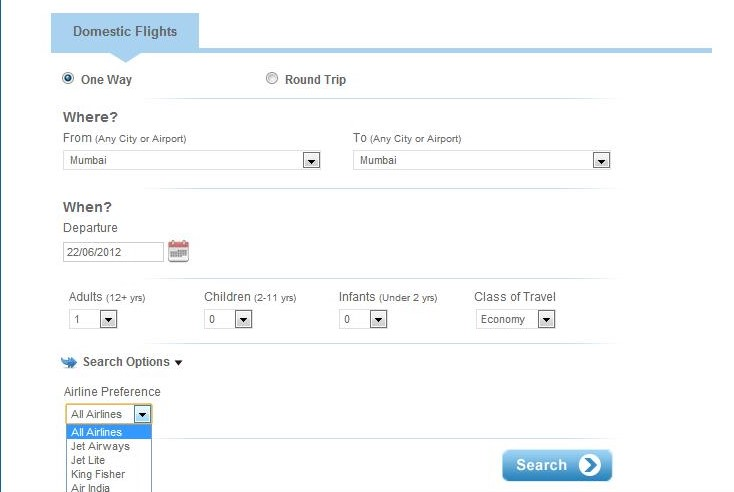 Domestic Flights
One Way Round Trip
Where?
From (Any City or Airport) To (Any City or Airport)
Mumbai Mumbai
When?
Departure
22/06/2012
Adults (12+ yrs) Children (2-11 yrs) Infants (Under 2 yrs) Class of Travel
1 0 0 Economy
Search Options
Airline Preference
All Airlines
All Airlines
Jet Airways
Jet Lite
King Fisher
Air India
Search